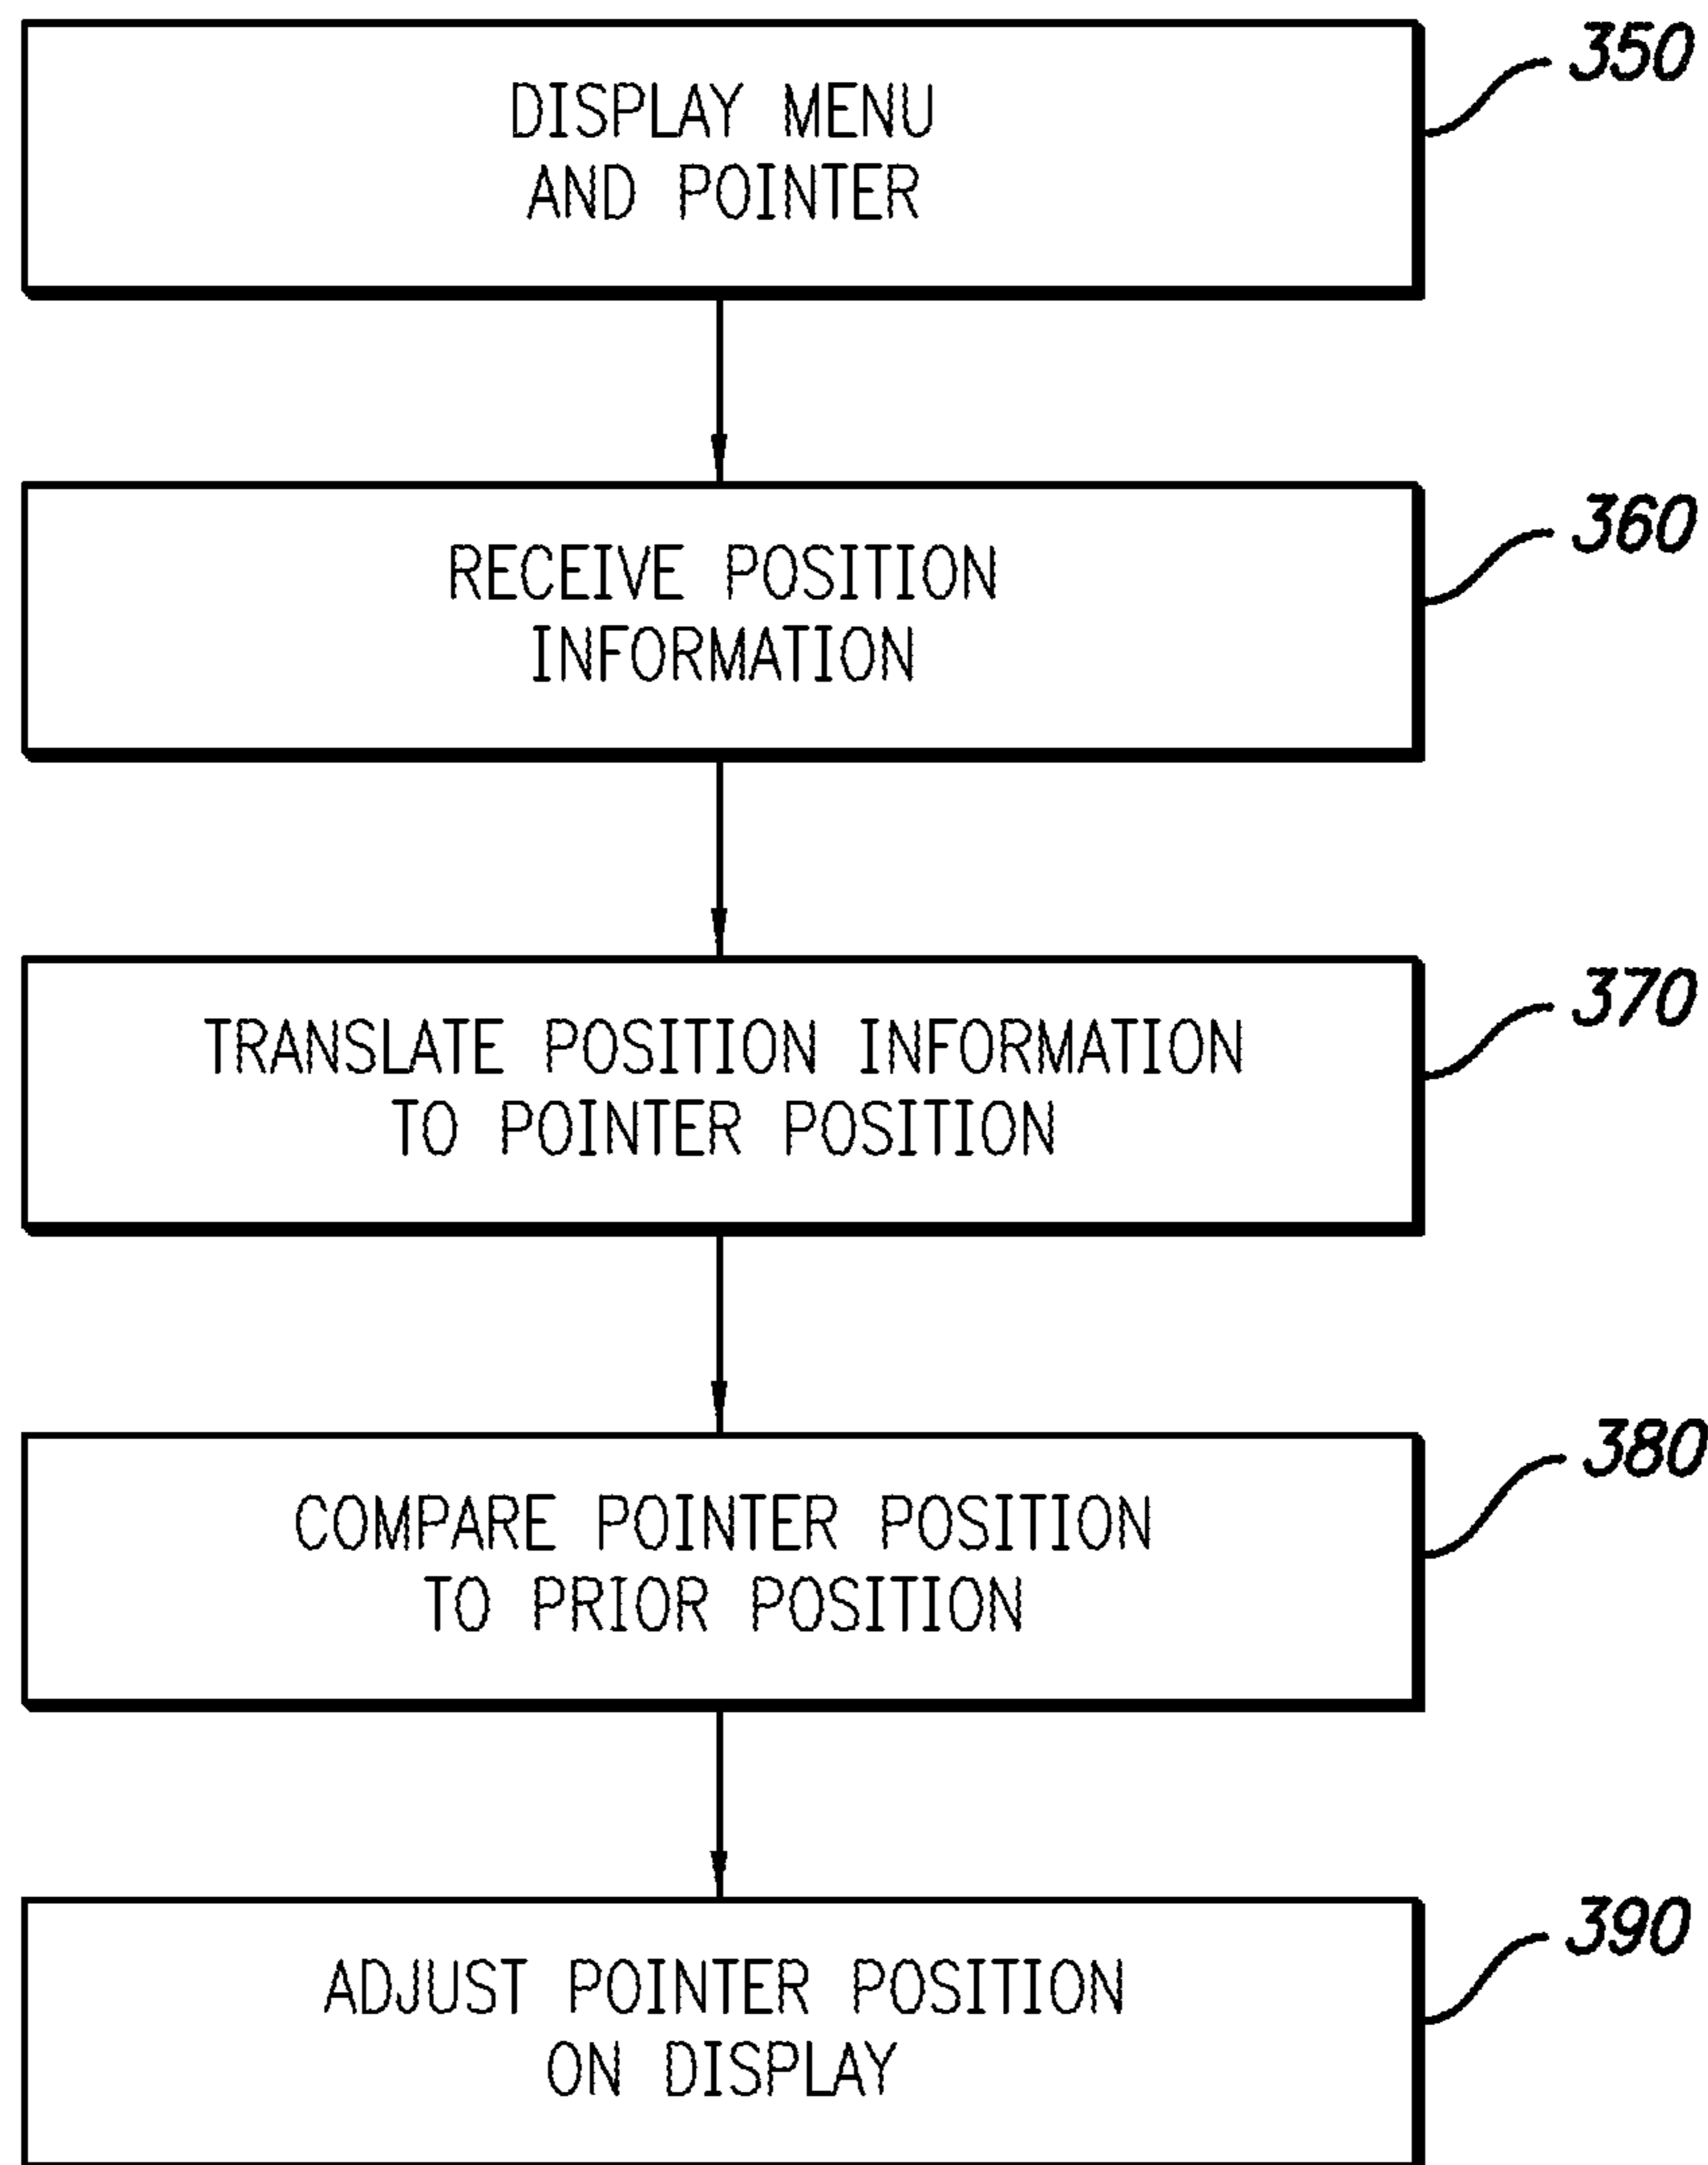 DISPLAY MENU
AND POINTER
350
RECEIVE POSITION
INFORMATION
360
TRANSLATE POSITION INFORMATION
TO POINTER POSITION
370
COMPARE POINTER POSITION
TO PRIOR POSITION
380
ADJUST POINTER POSITION
ON DISPLAY
390